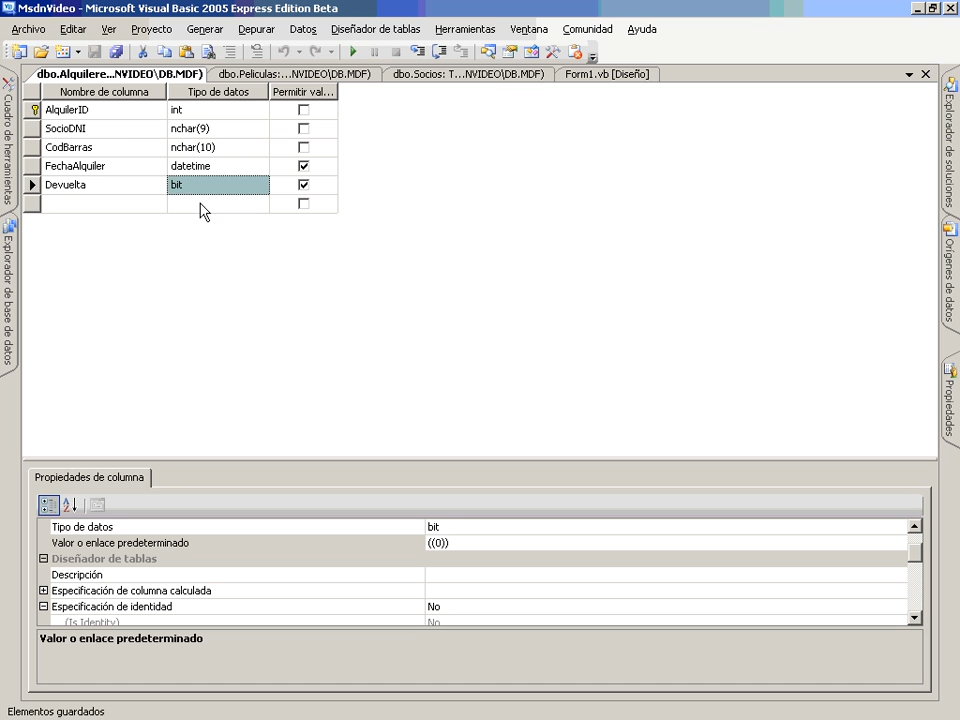 MsdnVideo - Microsoft Visual Basic 2005 Express Edition Beta
Archivo Editar Ver Proyecto Generar Depurar Datos Diseñador de tablas Herramientas Ventana Comunidad Ayuda
dbo.Alquilere...NVIDEO\DB.MDF) dbo.Peliculas:...NVIDEO\DB.MDF) dbo.Socios: T...NVIDEO\DB.MDF) Form1.vb [Diseño]
Nombre de columna Tipo de datos Permitir val...
AlquilerID int
SocioDNI nchar(9)
CodBarras nchar(10)
FechaAlquiler datetime
Devuelta bit
Cuadro de herramientas
Explorador de base de datos
Explorador de soluciones
Orígenes de datos
Propiedades
Propiedades de columna
Tipo de datos bit
Valor o enlace predeterminado ((0))
Diseñador de tablas
Descripción
Especificación de columna calculada
Especificación de identidad No
(Is Identity) No
Valor o enlace predeterminado
Elementos guardados